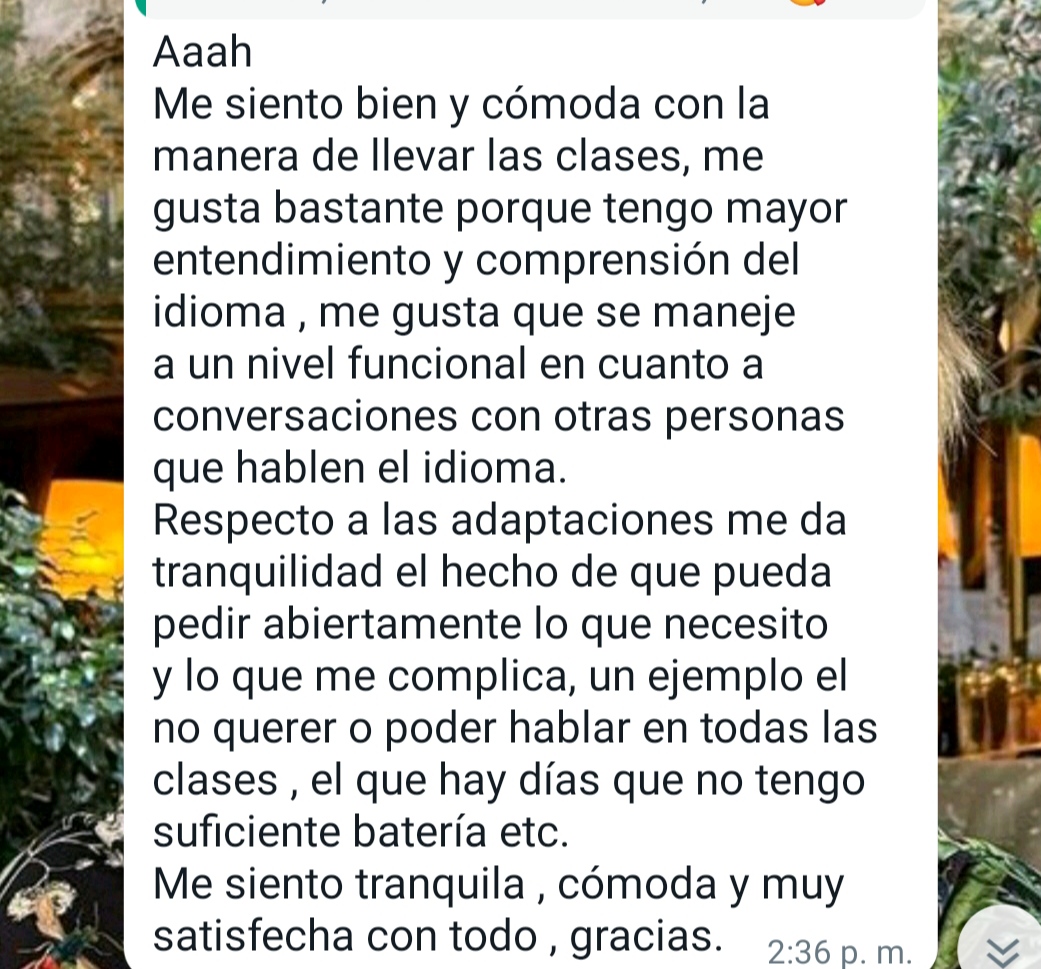 Aaah
Me siento bien y cómoda con la
manera de llevar las clases, me
gusta bastante porque tengo mayor
entendimiento y comprensión del
idioma , me gusta que se maneje
a un nivel funcional en cuanto a
conversaciones con otras personas
que hablen el idioma.
Respecto a las adaptaciones me da
tranquilidad el hecho de que pueda
pedir abiertamente lo que necesito
y lo que me complica, un ejemplo el
no querer o poder hablar en todas las
clases , el que hay días que no tengo
suficiente batería etc.
Me siento tranquila , cómoda y muy
satisfecha con todo , gracias.
2:36 p. m.